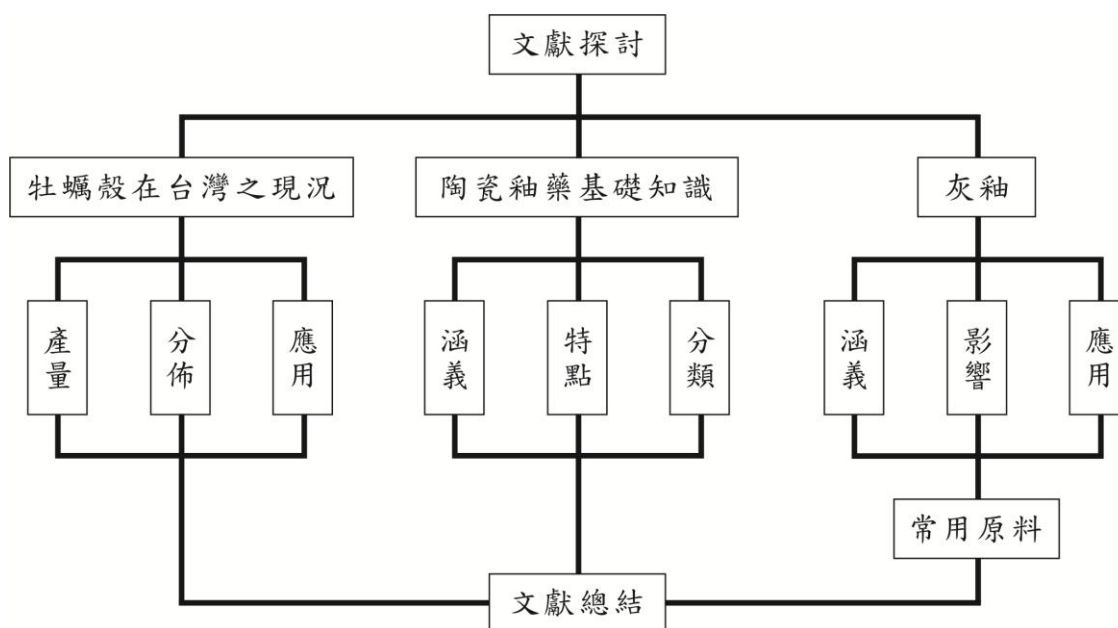 文獻探討
牡蠣殼在台灣之現況
陶瓷釉藥基礎知識
灰釉
產量
分佈
應用
涵義
特點
分類
涵義
影響
應用
常用原料
文獻總結